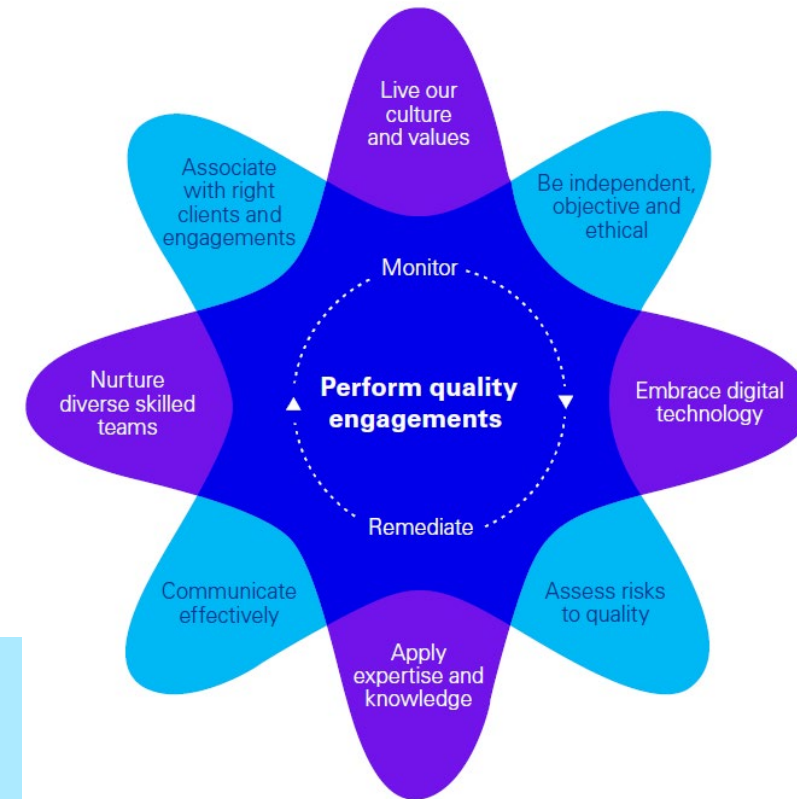 Live our
culture
and values
Associate
with right
clients and
engagements
Be independent,
objective and
ethical
Monitor
Nurture
diverse skilled
teams
Perform quality
engagements
Embrace digital
technology
Remediate
Communicate
effectively
Assess risks
to quality
Apply
expertise and
knowledge